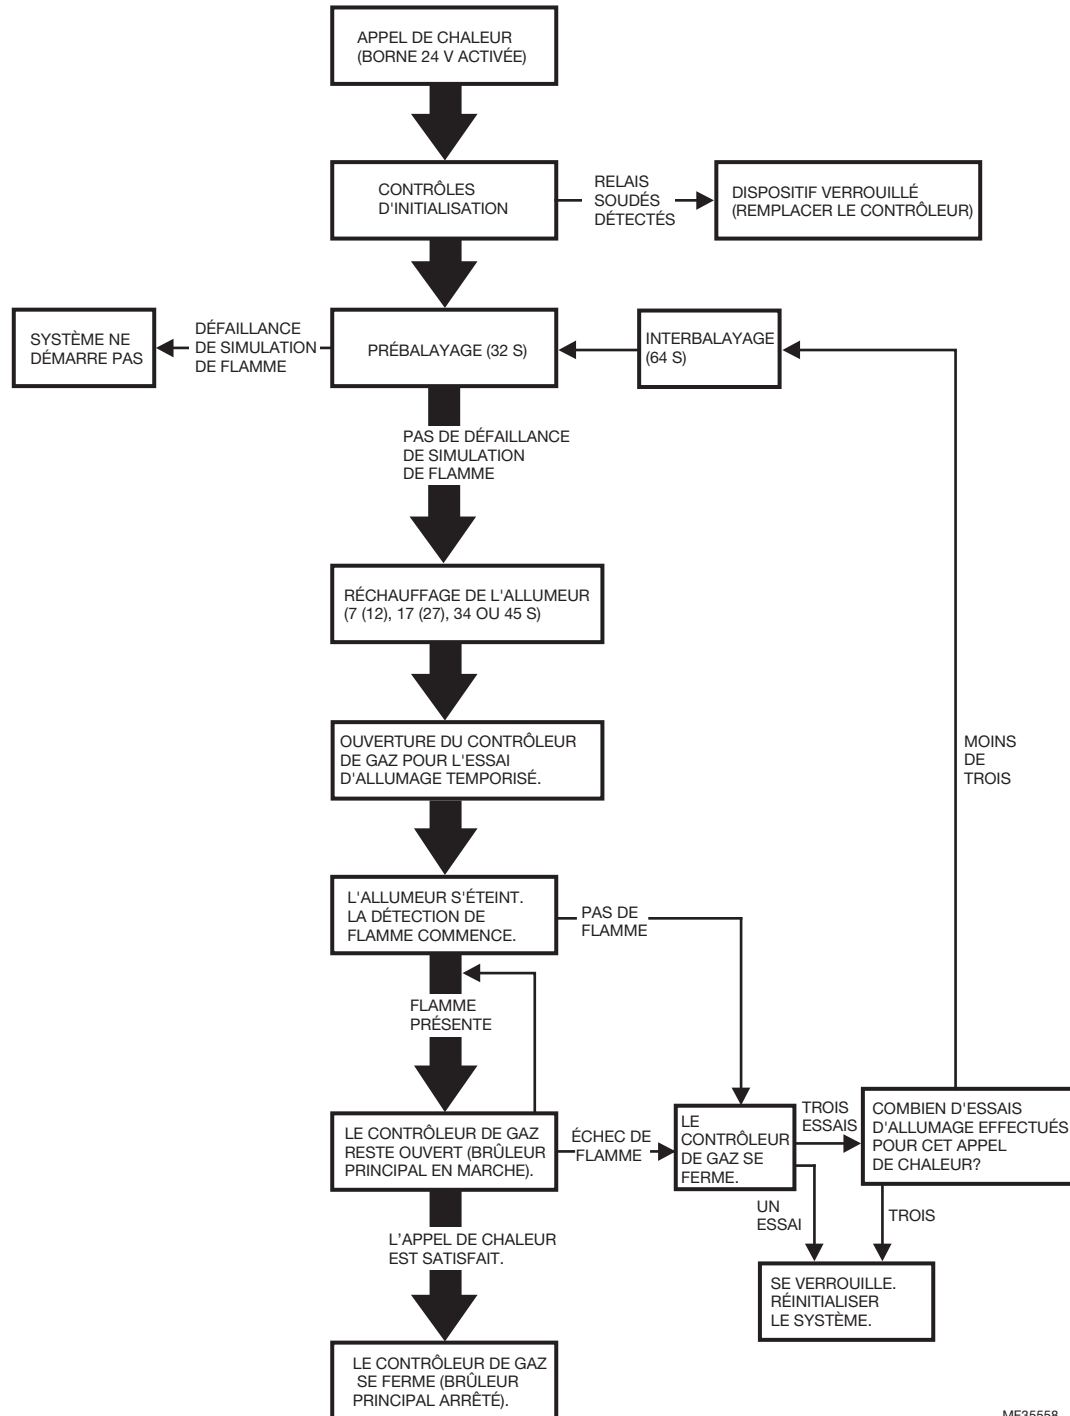 APPEL DE CHALEUR
(BORNE 24 V ACTIVÉE)
CONTRÔLES
D'INITIALISATION
RELAIS
SOUDÉS
DÉTECTÉS
DISPOSITIF VERROUILLÉ
(REMPLACER LE CONTRÔLEUR)
SYSTÈME NE
DÉMARRE PAS
DÉFAILLANCE
DE SIMULATION
DE FLAMME
PRÉBALAYAGE (32 S)
INTERBALAYAGE
(64 S)
PAS DE DÉFAILLANCE
DE SIMULATION
DE FLAMME
RÉCHAUFFAGE DE L'ALLUMEUR
(7 (12), 17 (27), 34 OU 45 S)
OUVERTURE DU CONTRÔLEUR
DE GAZ POUR L'ESSAI
D'ALLUMAGE TEMPORISÉ.
MOINS
DE
TROIS
L'ALLUMEUR S'ÉTEINT.
LA DÉTECTION DE
FLAMME COMMENCE.
PAS DE
FLAMME
FLAMME
PRÉSENTE
LE CONTRÔLEUR DE GAZ
RESTE OUVERT (BRÛLEUR
PRINCIPAL EN MARCHE).
ÉCHEC DE
FLAMME
LE
CONTRÔLEUR
DE GAZ SE
FERME.
TROIS
ESSAIS
COMBIEN D'ESSAIS
D'ALLUMAGE EFFECTUÉS
POUR CET APPEL
DE CHALEUR?
UN
ESSAI
TROIS
L'APPEL DE CHALEUR
EST SATISFAIT.
SE VERROUILLE.
RÉINITIALISER
LE SYSTÈME.
LE CONTRÔLEUR DE GAZ
SE FERME (BRÛLEUR
PRINCIPAL ARRÊTÉ).
MF35558